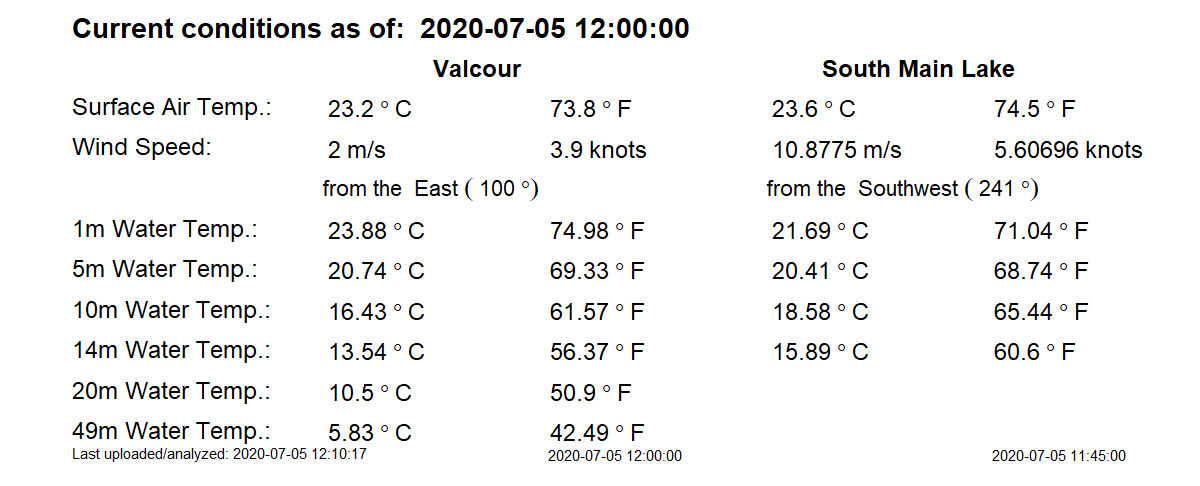 Current conditions as of:  2020-07-05 12:00:00
Valcour South Main Lake
Surface Air Temp.: 23.2 ° C 73.8 ° F 23.6 ° C 74.5 ° F
Wind Speed: 2 m/s 3.9 knots 10.8775 m/s 5.60696 knots
from the  East ( 100 °) from the  Southwest ( 241 °)
1m Water Temp.: 23.88 ° C 74.98 ° F 21.69 ° C 71.04 ° F
5m Water Temp.: 20.74 ° C 69.33 ° F 20.41 ° C 68.74 ° F
10m Water Temp.: 16.43 ° C 61.57 ° F 18.58 ° C 65.44 ° F
14m Water Temp.: 13.54 ° C 56.37 ° F 15.89 ° C 60.6 ° F
20m Water Temp.: 10.5 ° C 50.9 ° F
49m Water Temp.: 5.83 ° C 42.49 ° F
Last uploaded/analyzed: 2020-07-05 12:10:17 2020-07-05 12:00:00 2020-07-05 11:45:00